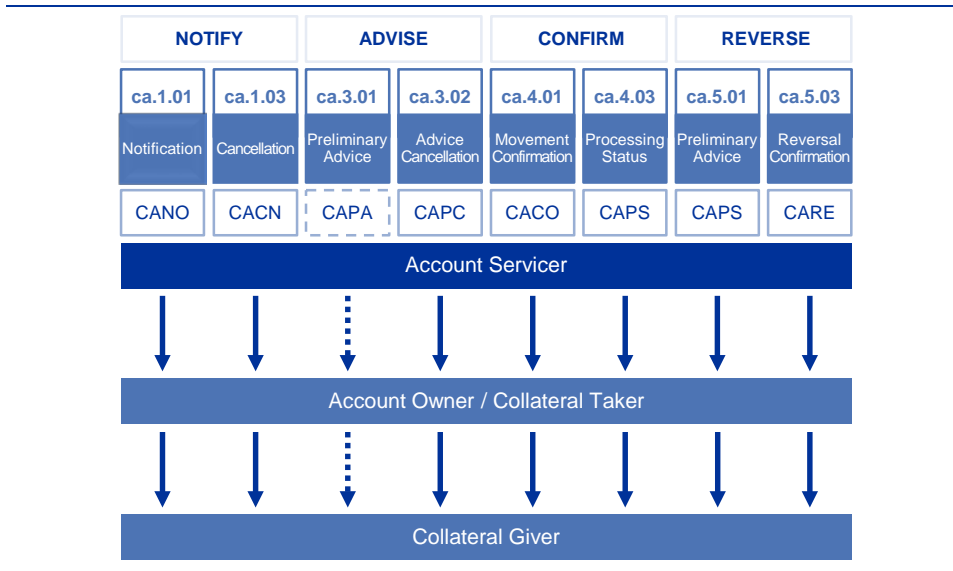 NOTIFY ADVISE CONFIRM REVERSE
ca.1.01 ca.1.03 ca.3.01 ca.3.02 ca.4.01 ca.4.03 ca.5.01 ca.5.03
Notification Cancellation Preliminary Advice Advice Cancellation Movement Confirmation Processing Status Preliminary Advice Reversal Confirmation
CANO CACN CAPA CAPC CACO CAPS CAPS CARE
Account Servicer
Account Owner / Collateral Taker
Collateral Giver